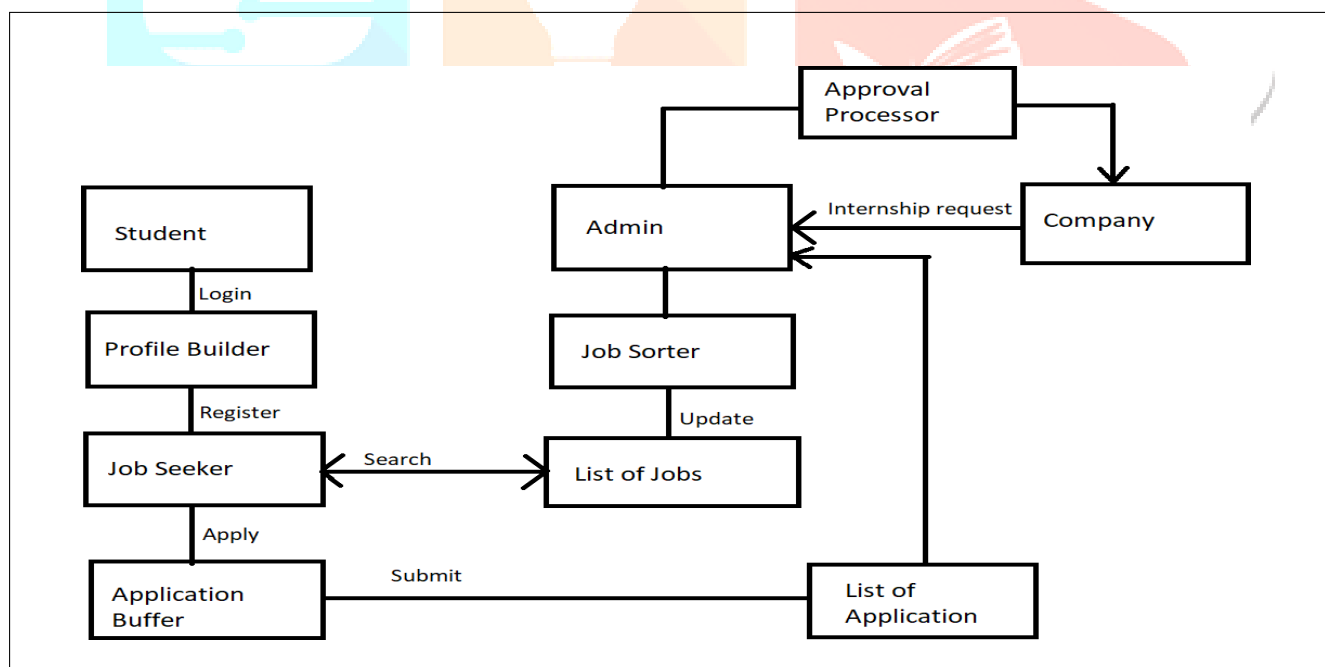 Approval
Processor
Student
Admin
Internship request
Company
Login
Profile Builder
Job Sorter
Register
Update
Job Seeker
Search
List of Jobs
Apply
Application
Buffer
Submit
List of
Application